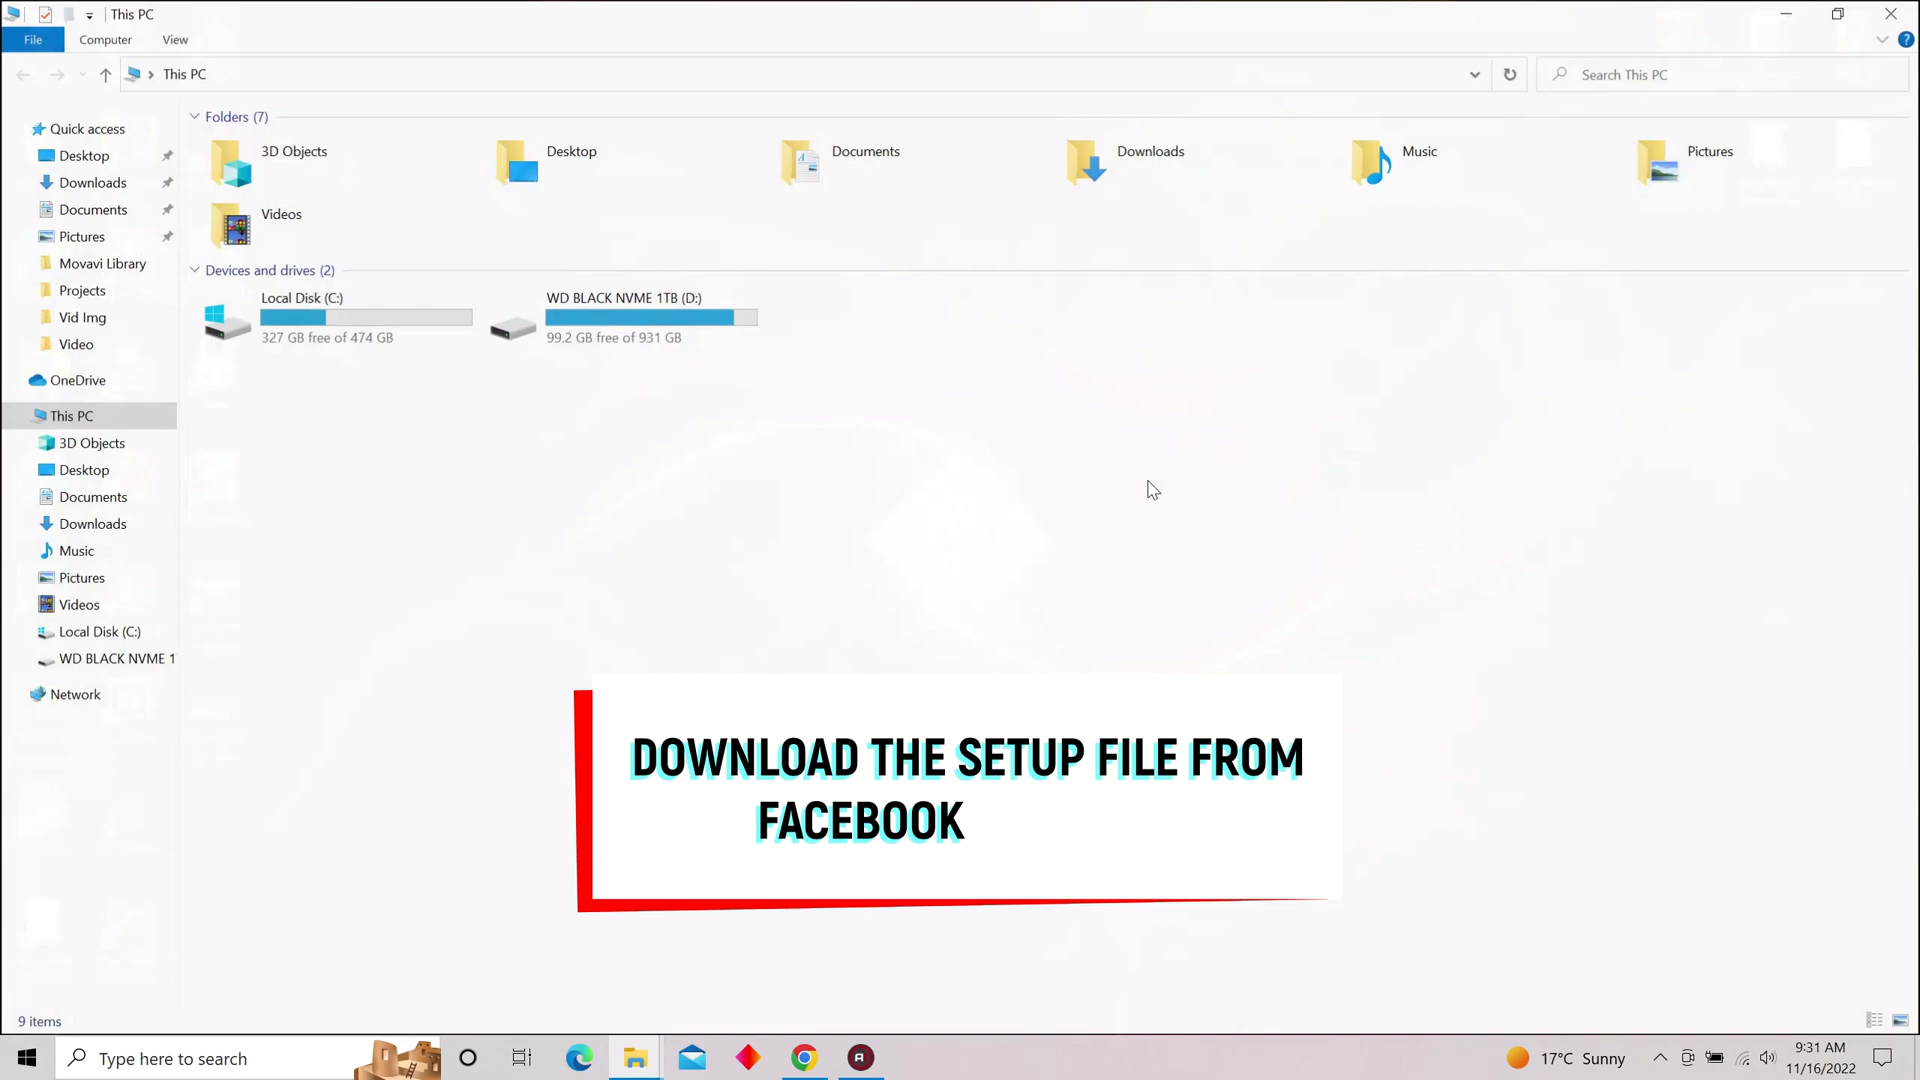 This PC
File
Computer
View
This PC
Search This PC
Quick access
Desktop
Downloads
Documents
Pictures
Movavi Library
Projects
Vid Img
Video
OneDrive
This PC
3D Objects
Desktop
Documents
Downloads
Music
Pictures
Videos
Local Disk (C:)
WD BLACK NVME 1
Network
Folders (7)
3D Objects
Desktop
Documents
Downloads
Music
Pictures
Videos
Devices and drives (2)
Local Disk (C:)
327 GB free of 474 GB
WD BLACK NVME 1TB (D:)
99.2 GB free of 931 GB
DOWNLOAD THE SETUP FILE FROM
FACEBOOK
9 items
Type here to search
17°C Sunny
9:31 AM
11/16/2022